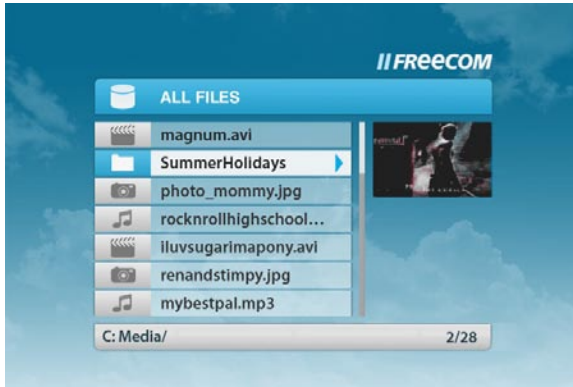 FREECOM
ALL FILES
magnum.avi
SummerHolidays
photo_mommy.jpg
rocknrollhighschool...
iluvsugarimapony.avi
renandstimpy.jpg
mybestpal.mp3
C: Media/ 2/28